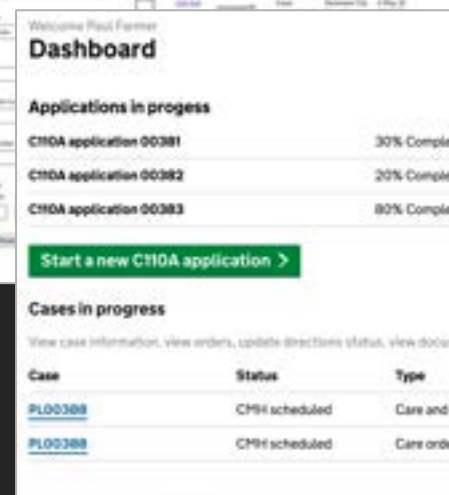 Welcome Paul Farmer
Dashboard
Applications in progess
C110A application 00381 30% Comple
C110A application 00382 20% Comple
C110A application 00383 80% Comple
Start a new C110A application >
Cases in progress
View case information, view orders, update directions status, view docu
Case Status Type
PL00388 CMH scheduled Care and
PL00388 CMH scheduled Care orde